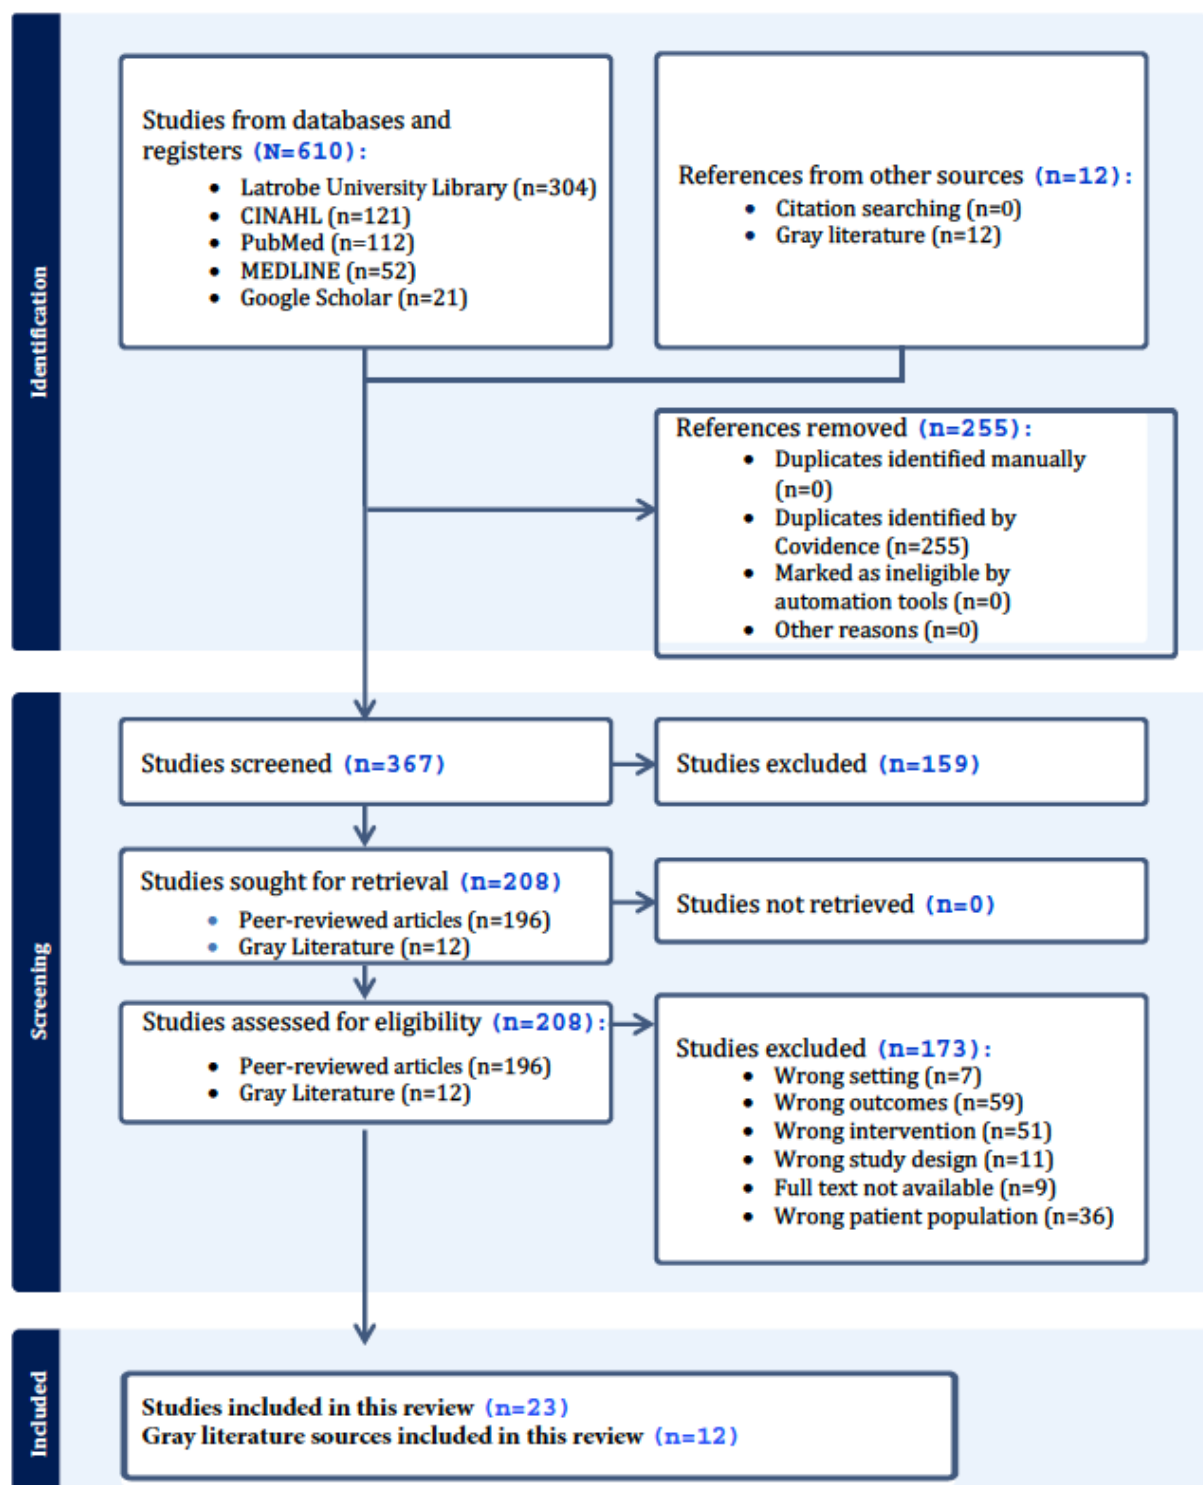 Identification
Studies from databases and
registers (N=610):
• Latrobe University Library (n=304)
• CINAHL (n=121)
• PubMed (n=112)
• MEDLINE (n=52)
• Google Scholar (n=21)
References from other sources (n=12):
• Citation searching (n=0)
• Gray literature (n=12)
References removed (n=255):
• Duplicates identified manually
(n=0)
• Duplicates identified by
Covidence (n=255)
• Marked as ineligible by
automation tools (n=0)
• Other reasons (n=0)
Screening
Studies screened (n=367)
Studies excluded (n=159)
Studies sought for retrieval (n=208)
• Peer-reviewed articles (n=196)
• Gray Literature (n=12)
Studies not retrieved (n=0)
Studies assessed for eligibility (n=208):
• Peer-reviewed articles (n=196)
• Gray Literature (n=12)
Studies excluded (n=173):
• Wrong setting (n=7)
• Wrong outcomes (n=59)
• Wrong intervention (n=51)
• Wrong study design (n=11)
• Full text not available (n=9)
• Wrong patient population (n=36)
Included
Studies included in this review (n=23)
Gray literature sources included in this review (n=12)